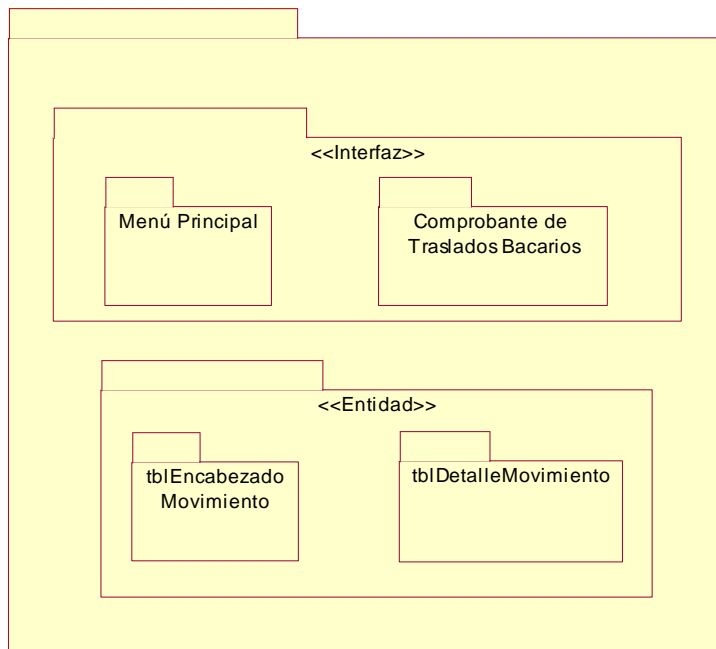 <<Interfaz>>
Menú Principal
Comprobante de
Traslados Bacarios
<<Entidad>>
tblEncabezado
Movimiento
tblDetalleMovimiento